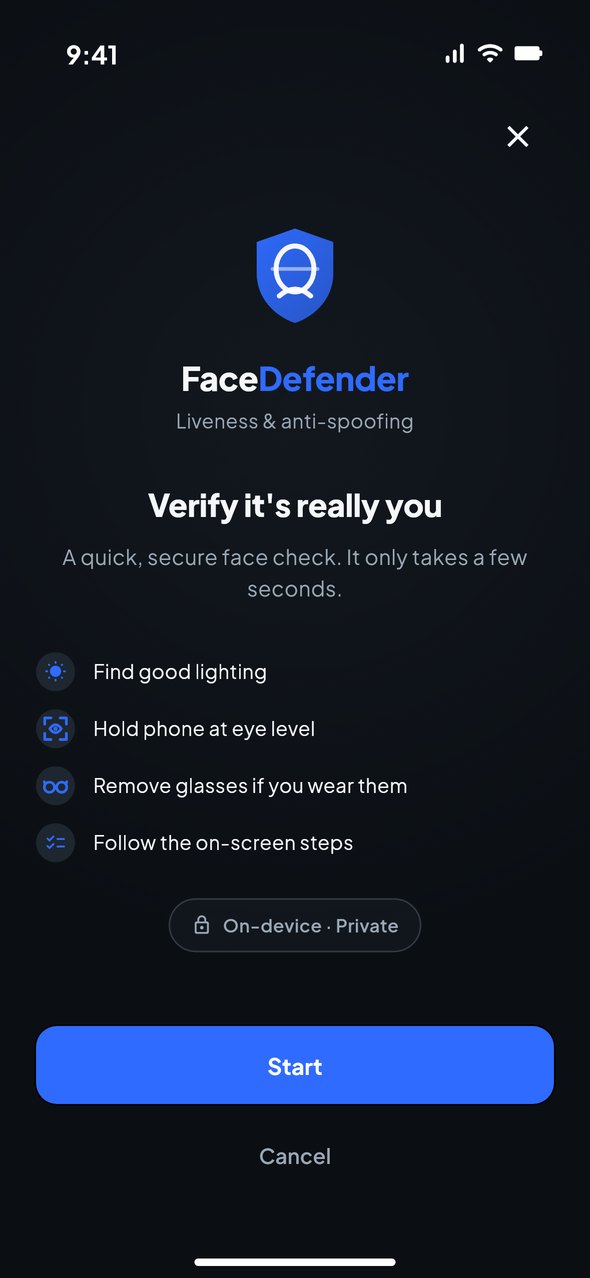 9:41
FaceDefender
Liveness & anti-spoofing
Verify it's really you
A quick, secure face check. It only takes a few
seconds.
Find good lighting
Hold phone at eye level
Remove glasses if you wear them
Follow the on-screen steps
On-device · Private
Start
Cancel